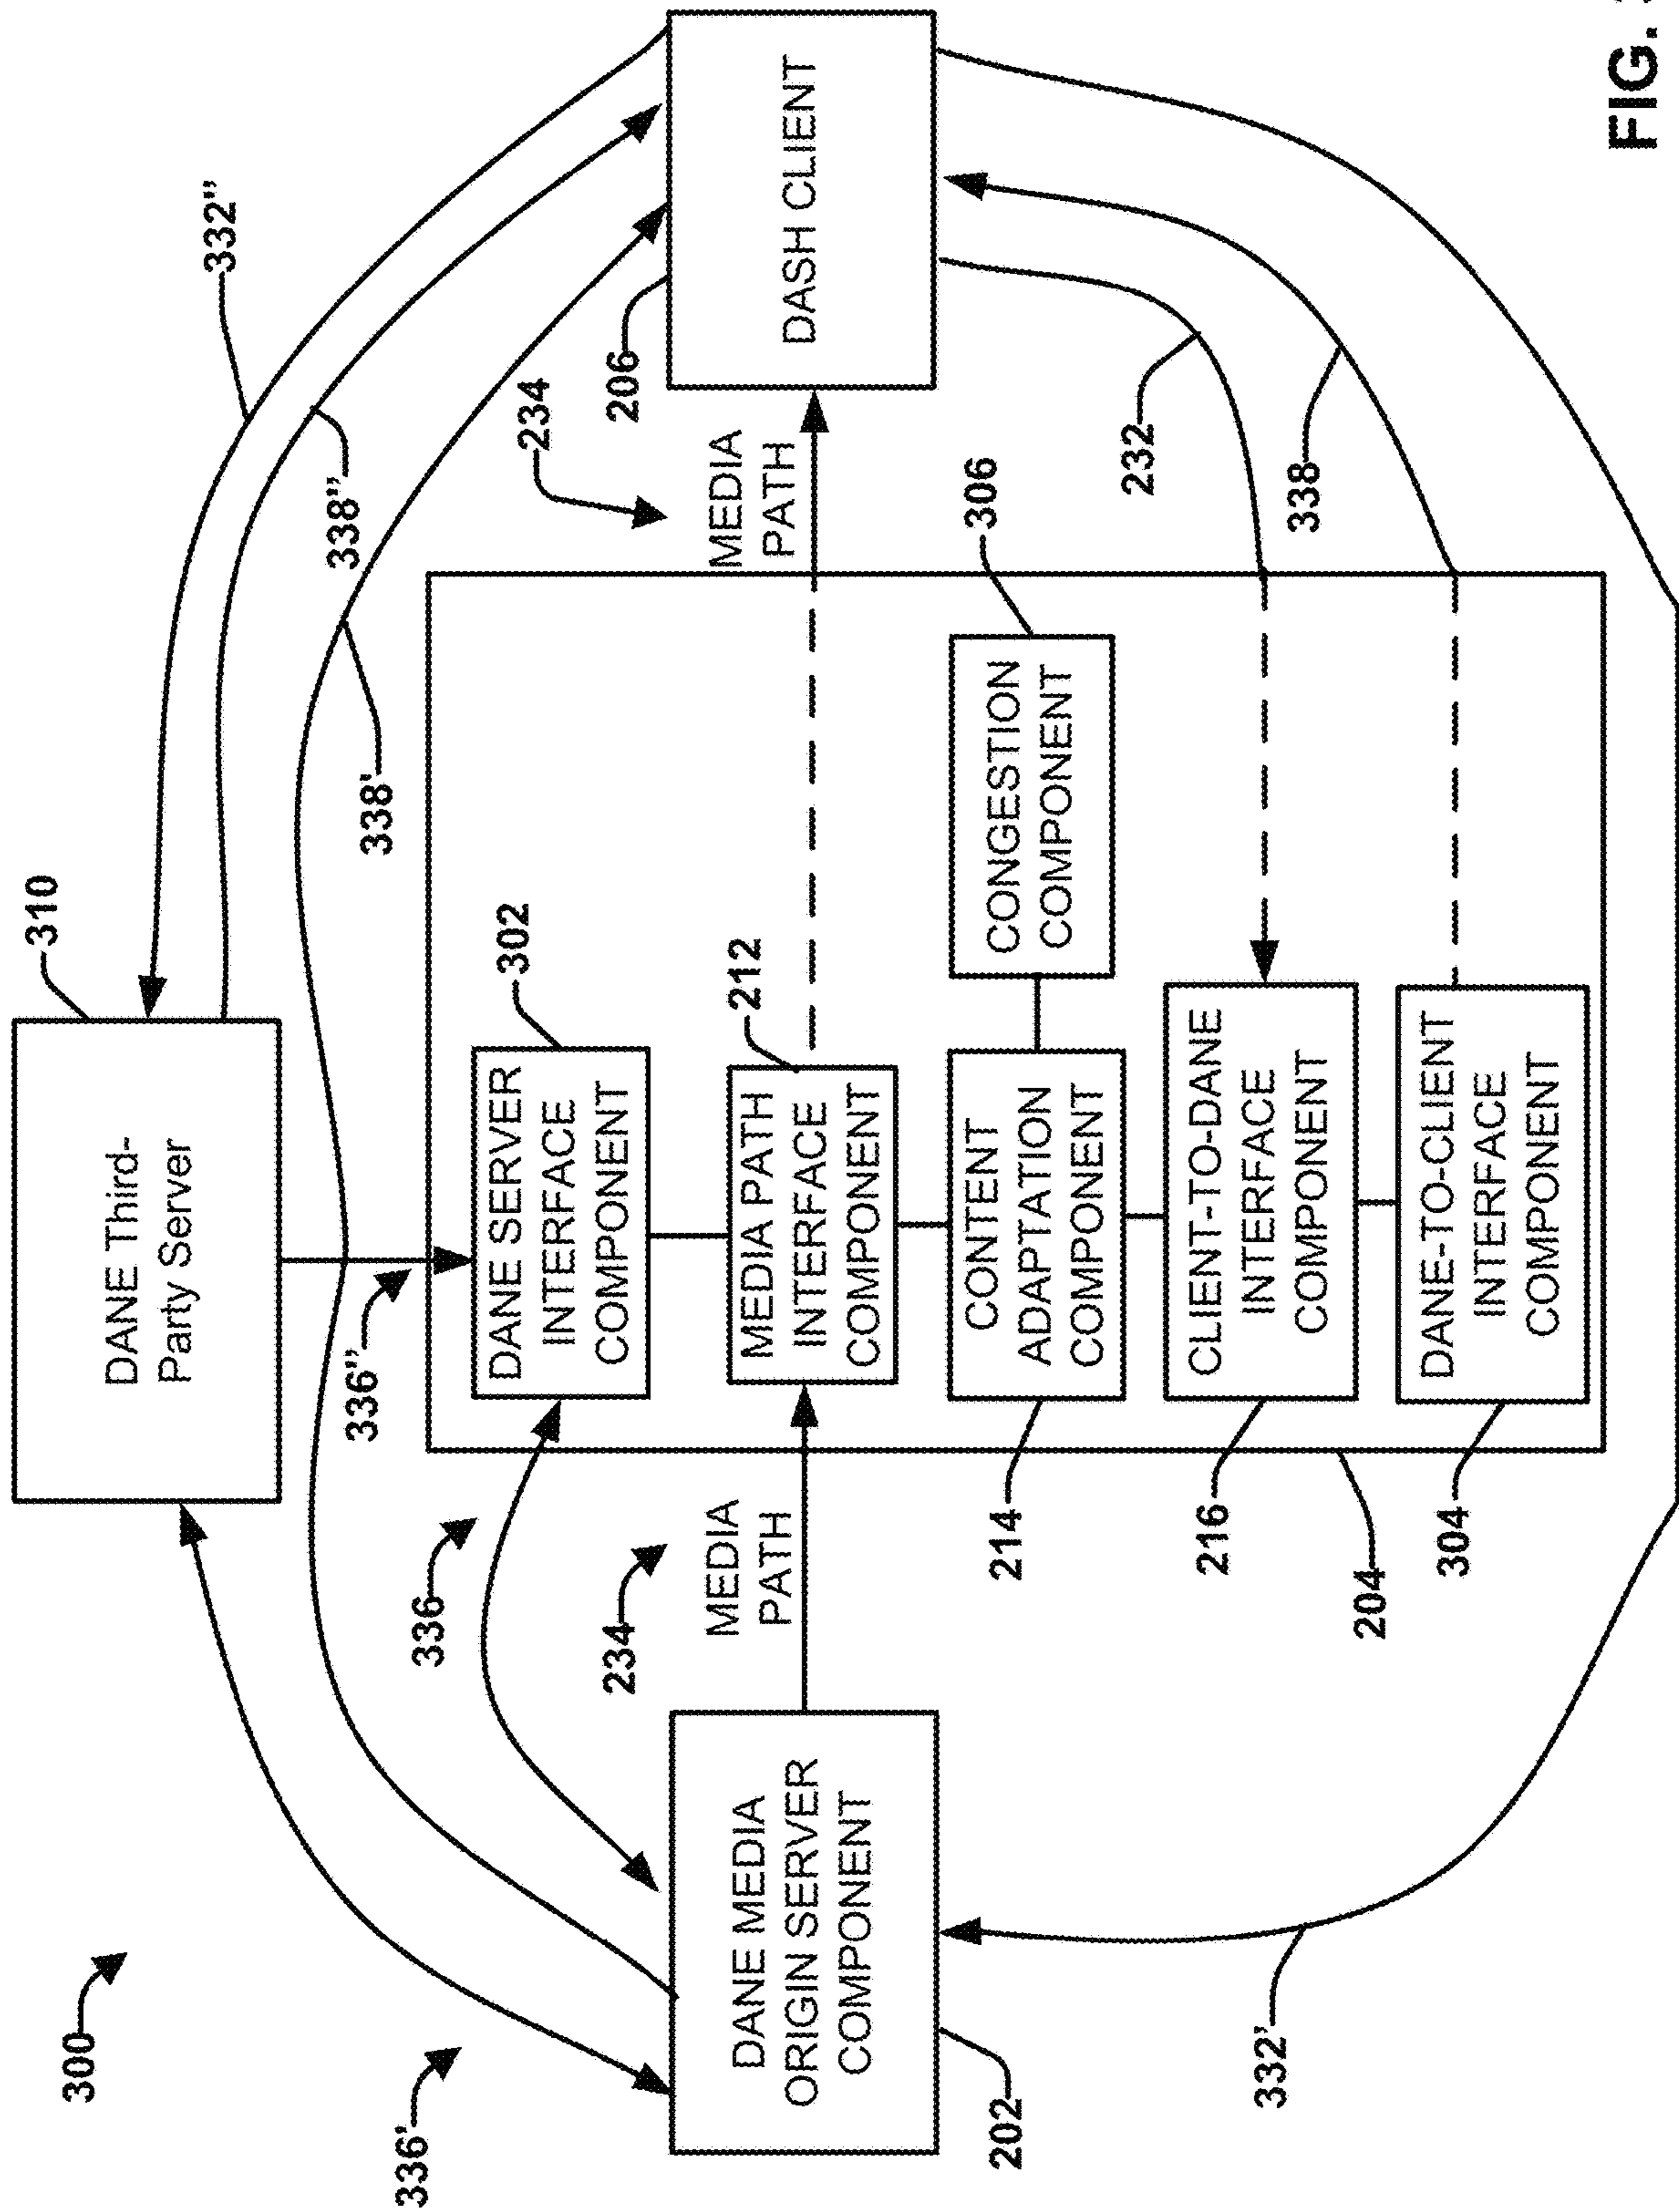 300
310
DANE Third-
Party Server
332"
336'
336"
338"
338'
336
302
DANE SERVER
INTERFACE
COMPONENT
234
234
206
MEDIA
PATH
MEDIA
PATH
212
DANE MEDIA
ORIGIN SERVER
COMPONENT
MEDIA PATH
INTERFACE
COMPONENT
DASH CLIENT
202
214
CONTENT
ADAPTATION
COMPONENT
CONGESTION
COMPONENT
306
232
216
CLIENT-TO-DANE
INTERFACE
COMPONENT
338
332'
204
304
DANE-TO-CLIENT
INTERFACE
COMPONENT
FIG.